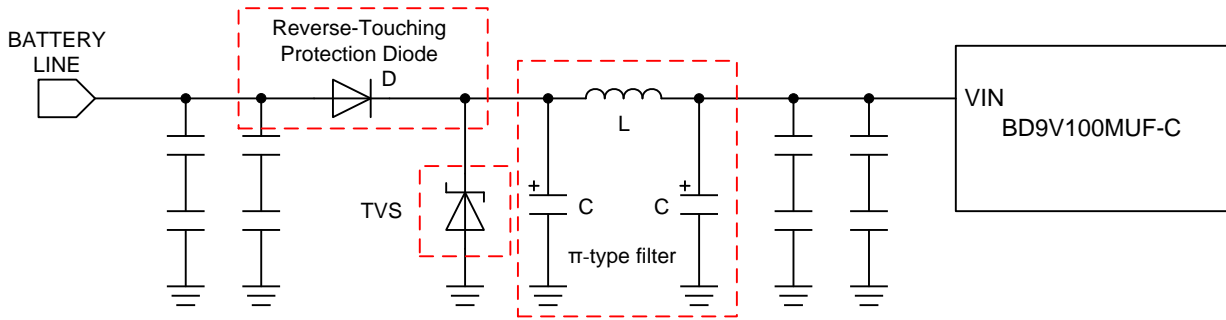 BATTERY
LINE
Reverse-Touching
Protection Diode
D
L
VIN
BD9V100MUF-C
TVS
+
C
C
+
π-type filter